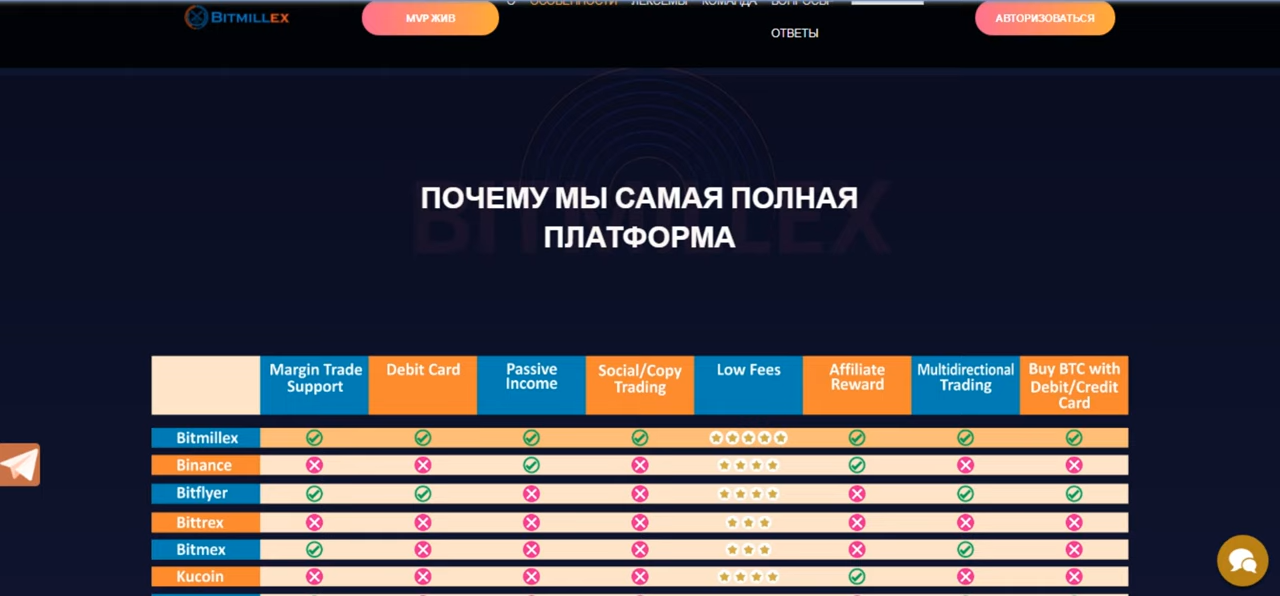 BITMILLEX
MVP ЖИВ
О ОСОБЕННОСТИ ЛЕКСЕМЫ КОМАНДА ВОПРОСЫ
ОТВЕТЫ
АВТОРИЗОВАТЬСЯ
BITMILLEX
ПОЧЕМУ МЫ САМАЯ ПОЛНАЯ
ПЛАТФОРМА
Margin Trade
Support
Debit Card
Passive
Income
Social/Copy
Trading
Low Fees
Affiliate
Reward
Multidirectional
Trading
Buy BTC with
Debit/Credit
Card
Bitmillex
Binance
Bitflyer
Bittrex
Bitmex
Kucoin